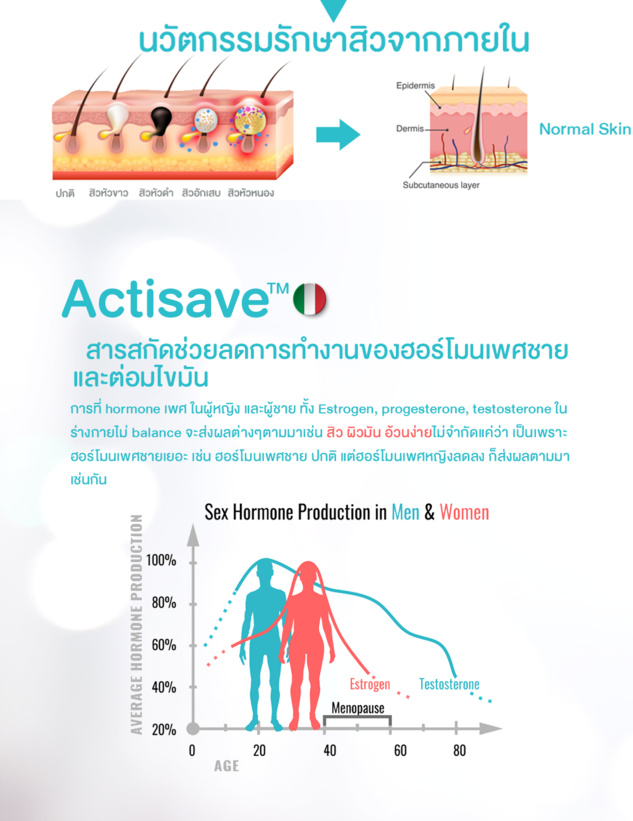 นวัตกรรมรักษาสิวจากภายใน
Epidermis
Dermis
Normal Skin
Subcutaneous layer
ปกติ สิวหัวขาว สิวหัวดำ สิวอักเสบ สิวหัวหนอง
Actisave™
สารสกัดช่วยลดการทำงานของฮอร์โมนเพศชาย
และต่อมไขมัน
การที่ hormone เพศ ในผู้หญิง และผู้ชาย ทั้ง Estrogen, progesterone, testosterone ใน
ร่างกายไม่ balance จะส่งผลต่างๆตามมาเช่น สิว ผิวมัน อ้วนง่ายไม่จำกัดแค่ว่า เป็นเพราะ
ฮอร์โมนเพศชายเยอะ เช่น ฮอร์โมนเพศชาย ปกติ แต่ฮอร์โมนเพศหญิงลดลง ก็ส่งผลตามมา
เช่นกัน
Sex Hormone Production in Men & Women
AVERAGE HORMONE PRODUCTION
100%
80%
60%
40%
20%
Estrogen
Testosterone
Menopause
0 20 40 60 80
AGE